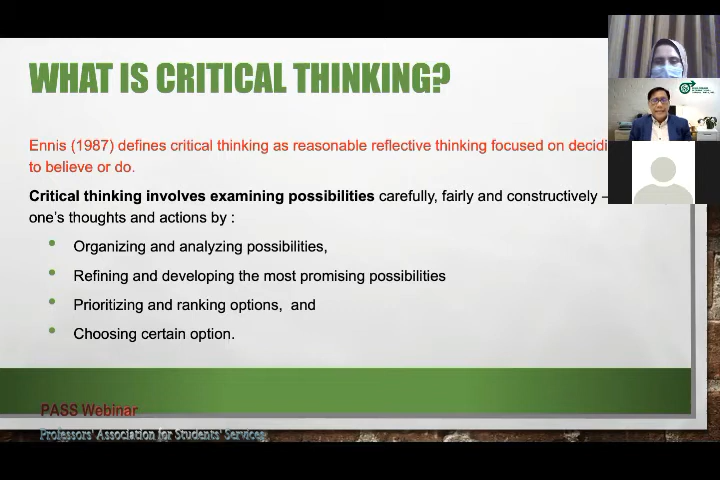 WHAT IS CRITICAL THINKING?
Ennis (1987) defines critical thinking as reasonable reflective thinking focused on decidi
to believe or do.
Critical thinking involves examining possibilities carefully, fairly and constructively –
one's thoughts and actions by :
Organizing and analyzing possibilities,
Refining and developing the most promising possibilities
Prioritizing and ranking options, and
Choosing certain option.
PASS Webinar
Professors' Association for Students' Services